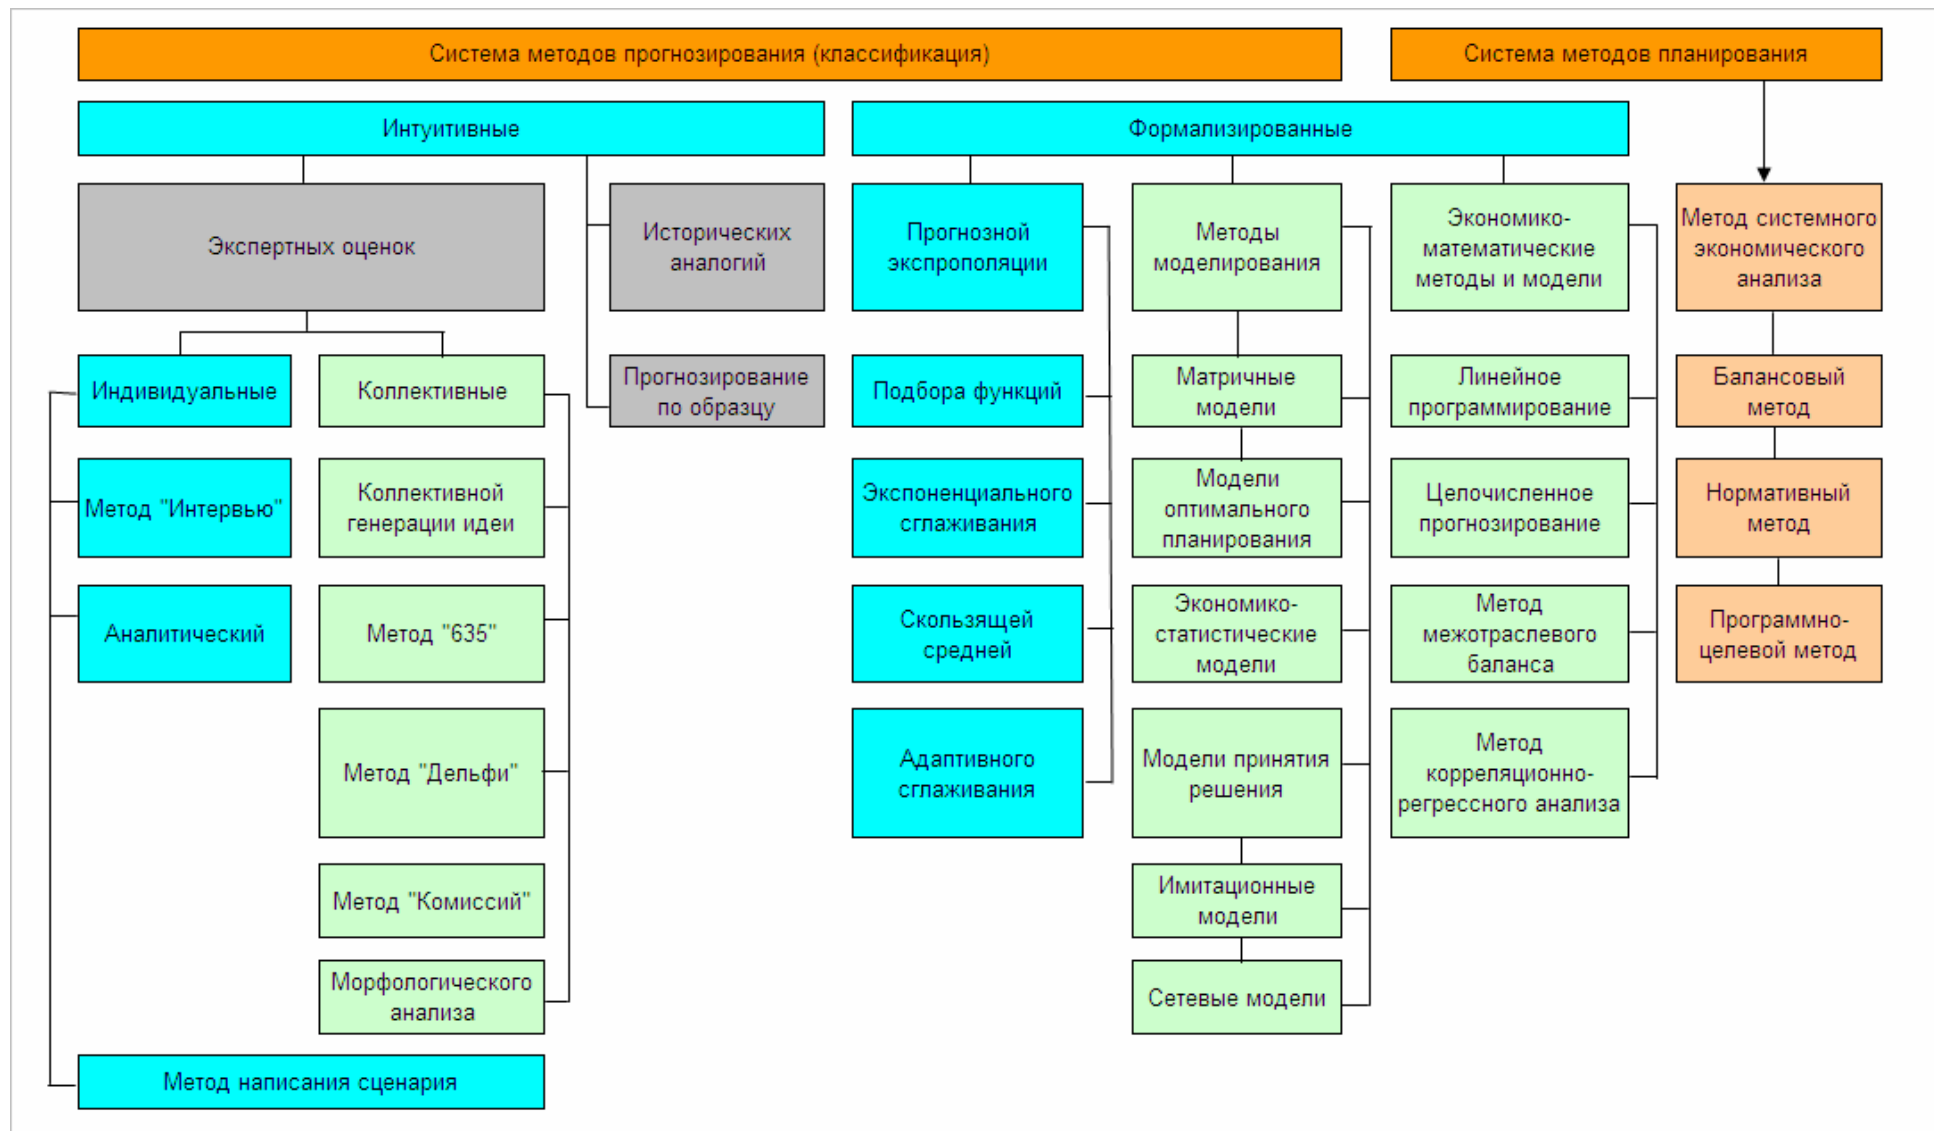 Система методов прогнозирования (классификация)
Система методов планирования
Интуитивные
Формализированные
Экспертных оценок
Исторических
аналогий
Прогнозной
экспрополяции
Методы
моделирования
Экономико-
математические
методы и модели
Метод системного
экономического
анализа
Индивидуальные
Коллективные
Прогнозирование
по образцу
Подбора функций
Матричные
модели
Линейное
программирование
Балансовый
метод
Метод "Интервью"
Коллективной
генерации идеи
Экспоненциального
сглаживания
Модели
оптимального
планирования
Целочисленное
прогнозирование
Нормативный
метод
Аналитический
Метод "635"
Скользящей
средней
Экономико-
статистические
модели
Метод
межотраслевого
баланса
Программно-
целевой метод
Метод "Дельфи"
Адаптивного
сглаживания
Модели принятия
решения
Метод
корреляционно-
регрессного анализа
Метод "Комиссий"
Имитационные
модели
Морфологического
анализа
Сетевые модели
Метод написания сценария